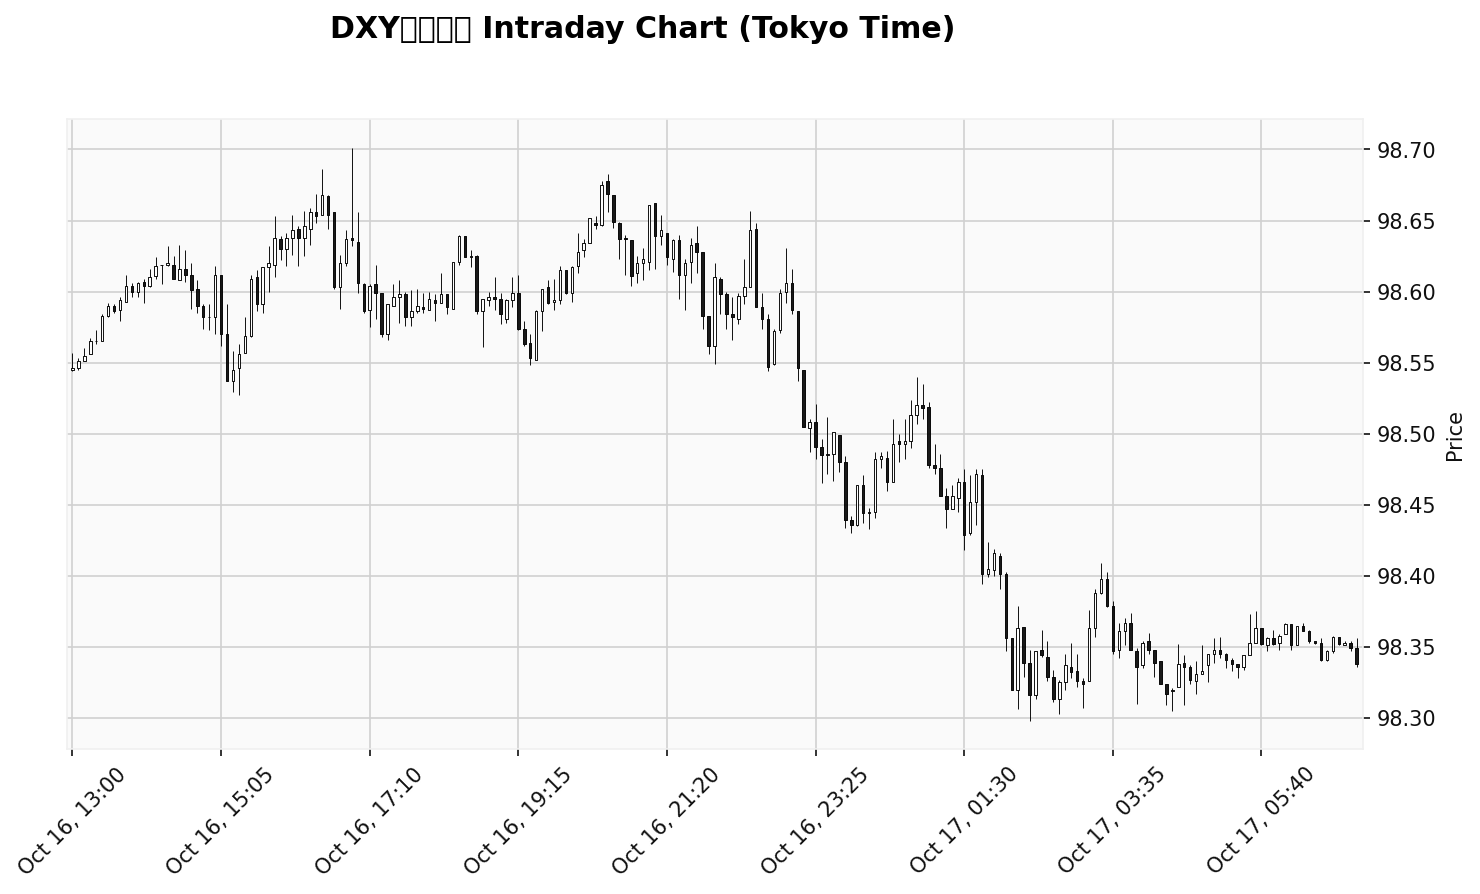 DXY Intraday Chart (Tokyo Time)
98.70
98.65
98.60
98.55
98.50
98.45
98.40
98.35
98.30
Price
Oct 16, 13:00
Oct 16, 15:05
Oct 16, 17:10
Oct 16, 19:15
Oct 16, 21:20
Oct 16, 23:25
Oct 17, 01:30
Oct 17, 03:35
Oct 17, 05:40